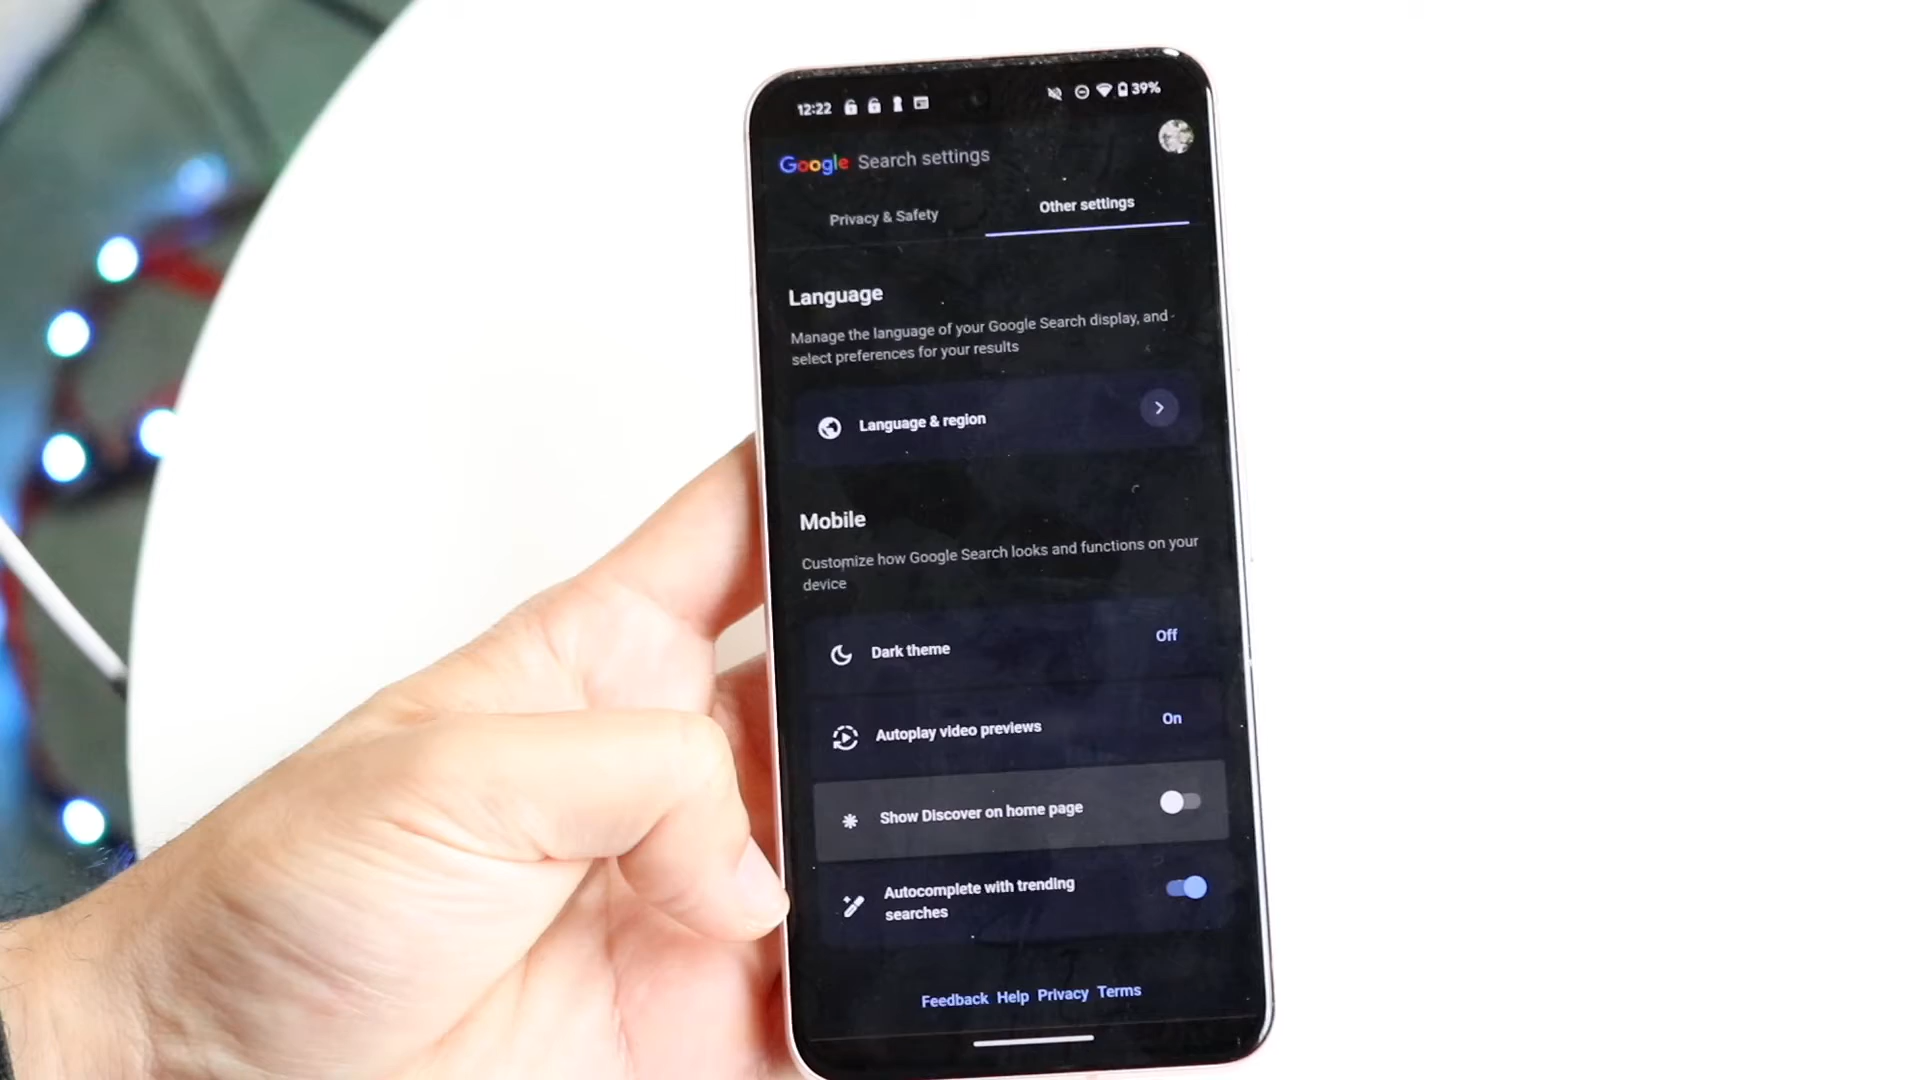 12:22 39%
Google Search settings
Privacy & Safety Other settings
Language
Manage the language of your Google Search display, and
select preferences for your results
Language & region
Mobile
Customize how Google Search looks and functions on your
device
Dark theme Off
Autoplay video previews On
Show Discover on home page
Autocomplete with trending
searches
Feedback Help Privacy Terms